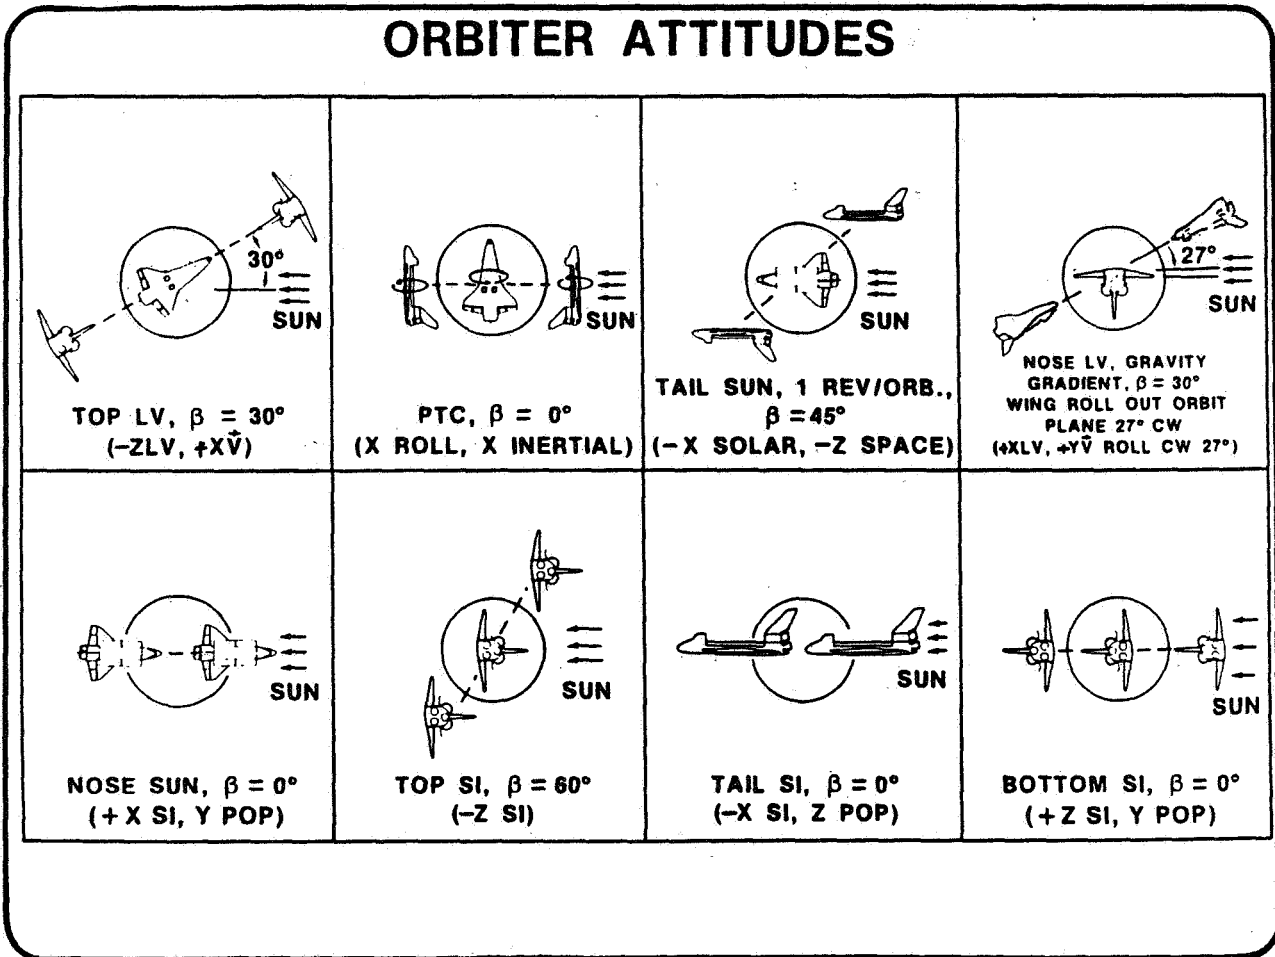 ORBITER ATTITUDES
30°
SUN
TOP LV, β = 30°
(−ZLV, +XV⃗)
SUN
PTC, β = 0°
(X ROLL, X INERTIAL)
SUN
TAIL SUN, 1 REV/ORB.,
β = 45°
(−X SOLAR, −Z SPACE)
27°
SUN
NOSE LV, GRAVITY
GRADIENT, β = 30°
WING ROLL OUT ORBIT
PLANE 27° CW
(+XLV, +YV⃗ ROLL CW 27°)
SUN
NOSE SUN, β = 0°
(+X SI, Y POP)
SUN
TOP SI, β = 60°
(−Z SI)
SUN
TAIL SI, β = 0°
(−X SI, Z POP)
SUN
BOTTOM SI, β = 0°
(+Z SI, Y POP)